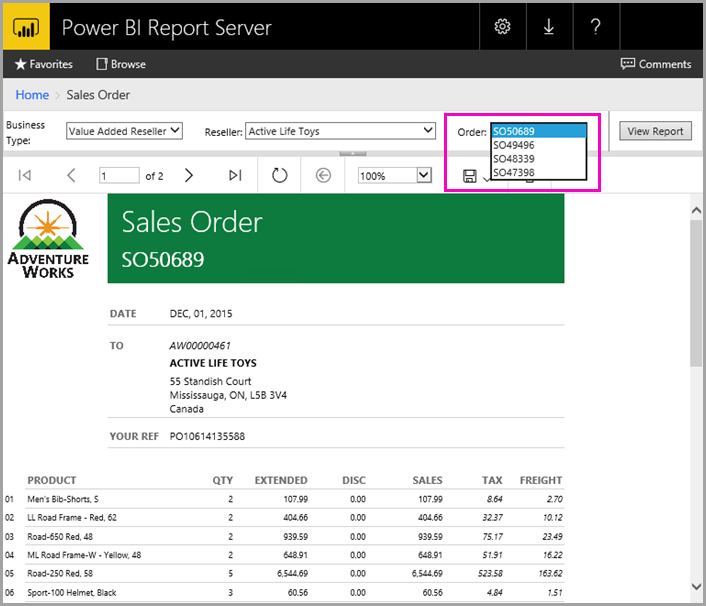 Power BI Report Server ?
Favorites Browse Comments
Home > Sales Order
Business Type: Value Added Reseller Reseller: Active Life Toys Order: SO50689 View Report
SO49496
SO48339
SO47398
1 of 2 100%
ADVENTURE WORKS
Sales Order
SO50689
DATE DEC, 01, 2015
TO AW00000461
ACTIVE LIFE TOYS
55 Standish Court
Mississauga, ON, L5B 3V4
Canada
YOUR REF PO10614135588
PRODUCT QTY EXTENDED DISC SALES TAX FREIGHT
01 Men's Bib-Shorts, S 2 107.99 0.00 107.99 8.64 2.70
02 LL Road Frame - Red, 62 2 404.66 0.00 404.66 32.37 10.12
03 Road-650 Red, 48 2 939.59 0.00 939.59 75.17 23.49
04 ML Road Frame-W - Yellow, 48 2 648.91 0.00 648.91 51.91 16.22
05 Road-250 Red, 58 5 6,544.69 0.00 6,544.69 523.58 163.62
06 Sport-100 Helmet, Black 3 60.56 0.00 60.56 4.84 1.51